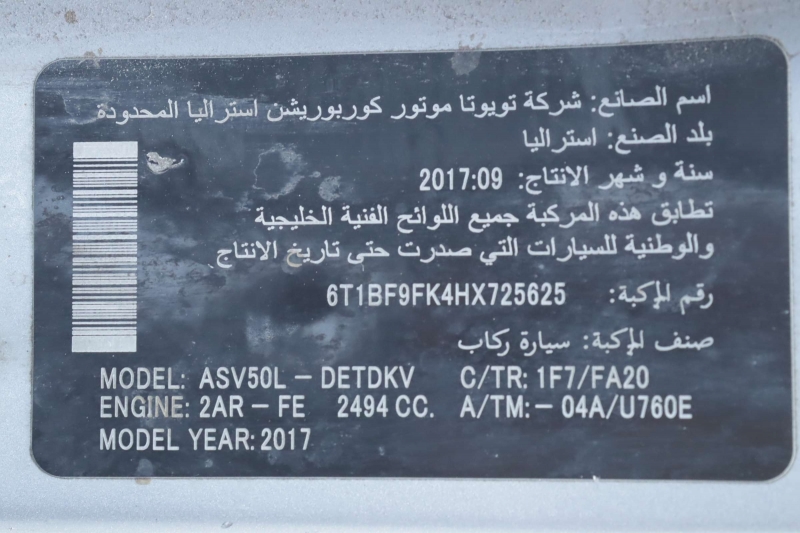 اسم الصانع: شركة تويوتا موتور كوربوريشن استراليا المحدودة
بلد الصنع: استراليا
سنة و شهر الانتاج: 2017:09
تطابق هذه المركبة جميع اللوائح الفنية الخليجية
والوطنية للسيارات التي صدرت حتى تاريخ الانتاج
رقم المركبة: 6T1BF9FK4HX725625
صنف المركبة: سيارة ركاب
MODEL: ASV50L - DETDKV C/TR: 1F7/FA20
ENGINE: 2AR - FE 2494 CC. A/TM: - 04A/U760E
MODEL YEAR: 2017